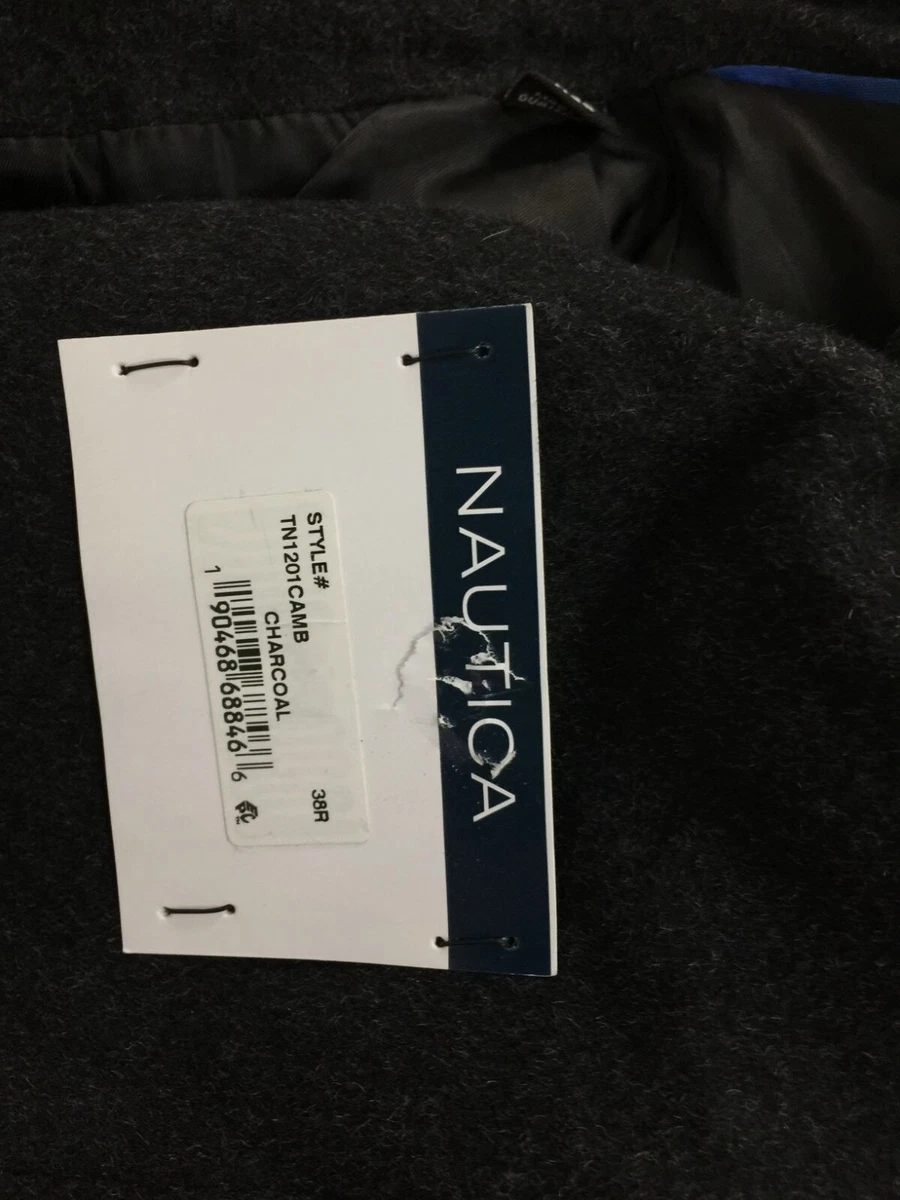 NAUTICA
STYLE# 38R
TN1201CAMB
CHARCOAL
1 90468 68846 6